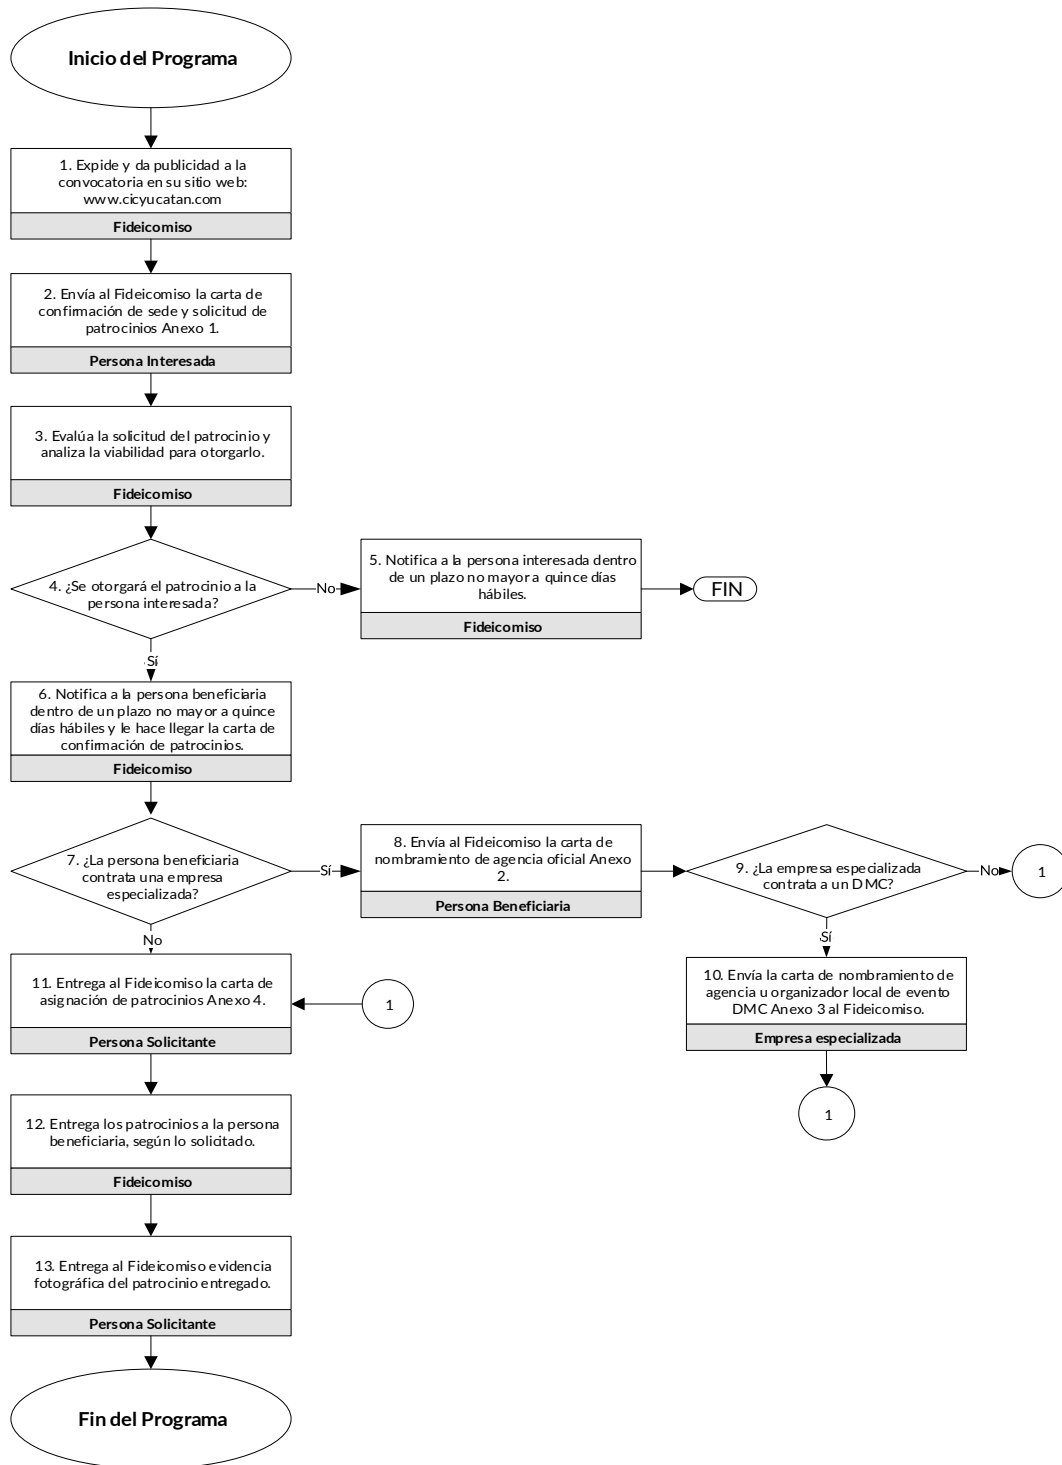 Inicio del Programa
1. Expide y da publicidad a la
convocatoria en su sitio web:
www.cicyucatan.com
Fideicomiso
2. Envía al Fideicomiso la carta de
confirmación de sede y solicitud de
patrocinios Anexo 1.
Persona Interesada
3. Evalúa la solicitud del patrocinio y
analiza la viabilidad para otorgarlo.
Fideicomiso
4. ¿Se otorgará el patrocinio a la
persona interesada?
No
5. Notifica a la persona interesada dentro
de un plazo no mayor a quince días
hábiles.
Fideicomiso
FIN
Sí
6. Notifica a la persona beneficiaria
dentro de un plazo no mayor a quince
días hábiles y le hace llegar la carta de
confirmación de patrocinios.
Fideicomiso
7. ¿La persona beneficiaria
contrata una empresa
especializada?
Sí
8. Envía al Fideicomiso la carta de
nombramiento de agencia oficial Anexo
2.
Persona Beneficiaria
9. ¿La empresa especializada
contrata a un DMC?
No
1
No
Sí
10. Envía la carta de nombramiento de
agencia u organizador local de evento
DMC Anexo 3 al Fideicomiso.
Empresa especializada
1
11. Entrega al Fideicomiso la carta de
asignación de patrocinios Anexo 4.
Persona Solicitante
1
12. Entrega los patrocinios a la persona
beneficiaria, según lo solicitado.
Fideicomiso
13. Entrega al Fideicomiso evidencia
fotográfica del patrocinio entregado.
Persona Solicitante
Fin del Programa